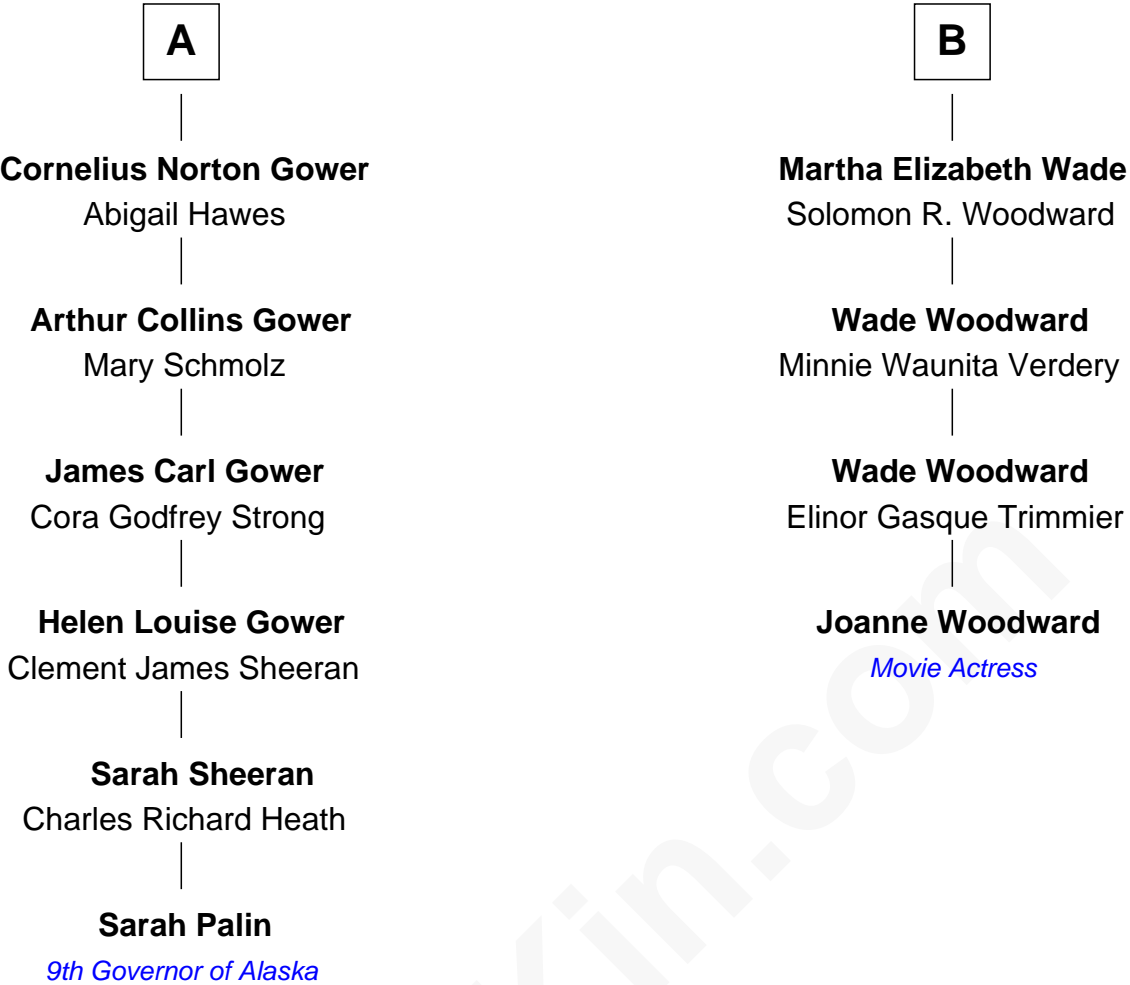 A
Cornelius Norton Gower
Abigail Hawes
Arthur Collins Gower
Mary Schmolz
James Carl Gower
Cora Godfrey Strong
Helen Louise Gower
Clement James Sheeran
Sarah Sheeran
Charles Richard Heath
Sarah Palin
9th Governor of Alaska
B
Martha Elizabeth Wade
Solomon R. Woodward
Wade Woodward
Minnie Waunita Verdery
Wade Woodward
Elinor Gasque Trimmier
Joanne Woodward
Movie Actress
Kin.com